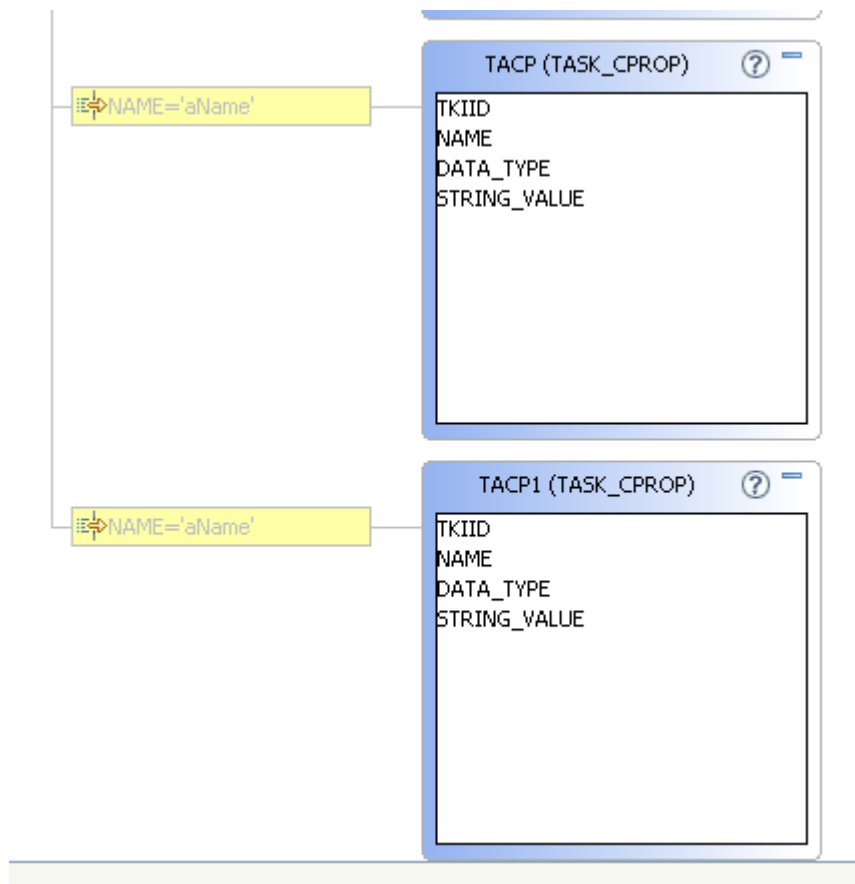 TACP (TASK_CPROP)
NAME='aName'
TKIID
NAME
DATA_TYPE
STRING_VALUE
TACP1 (TASK_CPROP)
NAME='aName'
TKIID
NAME
DATA_TYPE
STRING_VALUE